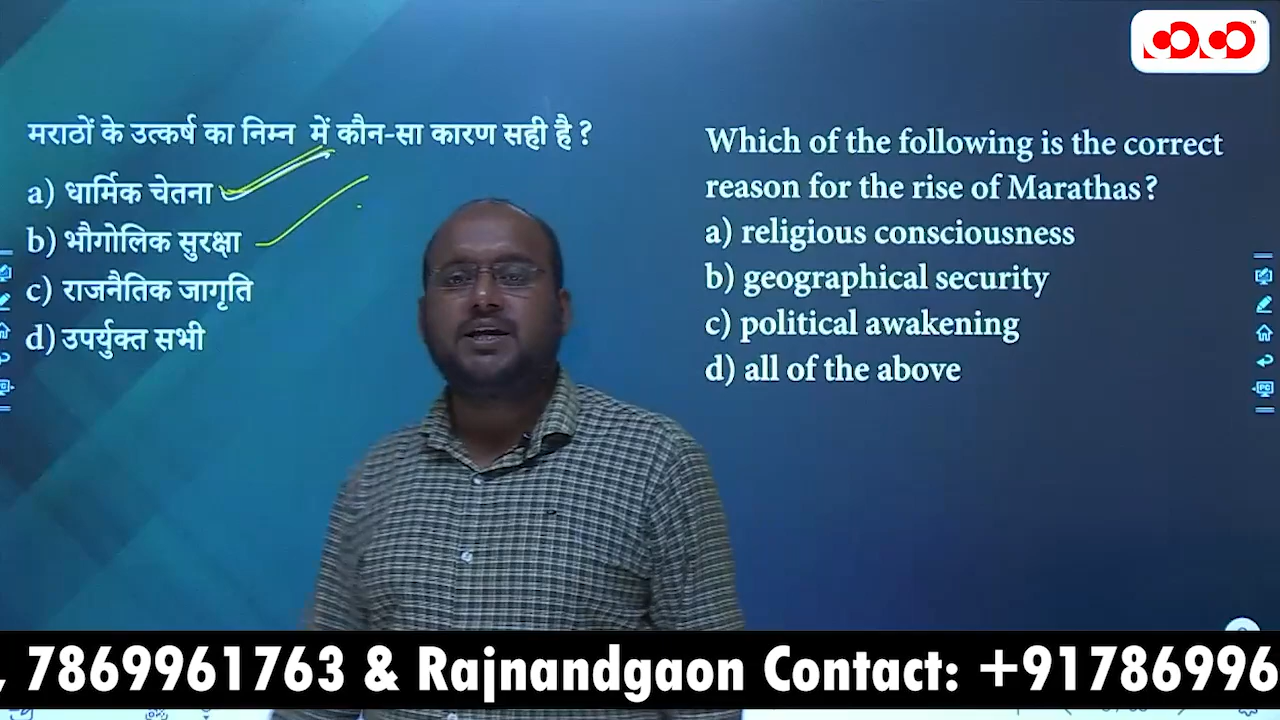 मराठों के उत्कर्ष का निम्न में कौन-सा कारण सही है ?
a) धार्मिक चेतना
b) भौगोलिक सुरक्षा
c) राजनैतिक जागृति
d) उपर्युक्त सभी
Which of the following is the correct
reason for the rise of Marathas?
a) religious consciousness
b) geographical security
c) political awakening
d) all of the above
, 7869961763 & Rajnandgaon Contact: +91786996